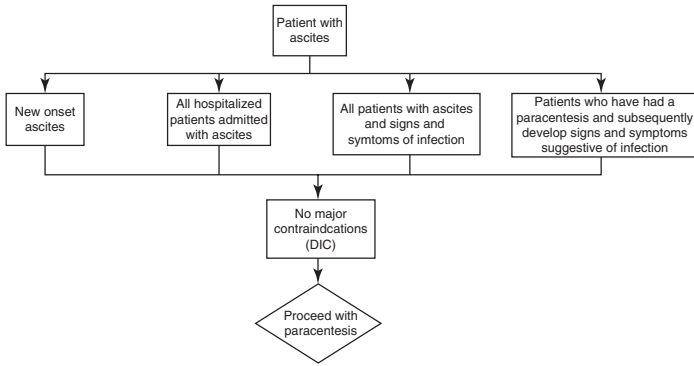 Patient with
ascites
New onset
ascites
All hospitalized
patients admitted
with ascites
All patients with ascites
and signs and
symtoms of infection
Patients who have had a
paracentesis and subsequently
develop signs and symptoms
suggestive of infection
No major
contraindcations
(DIC)
Proceed with
paracentesis